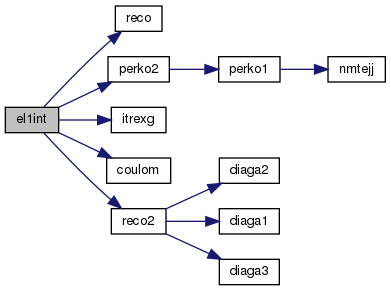 reco
perko2
perko1
nmtejj
el1int
itrexg
coulom
diaga2
reco2
diaga1
diaga3